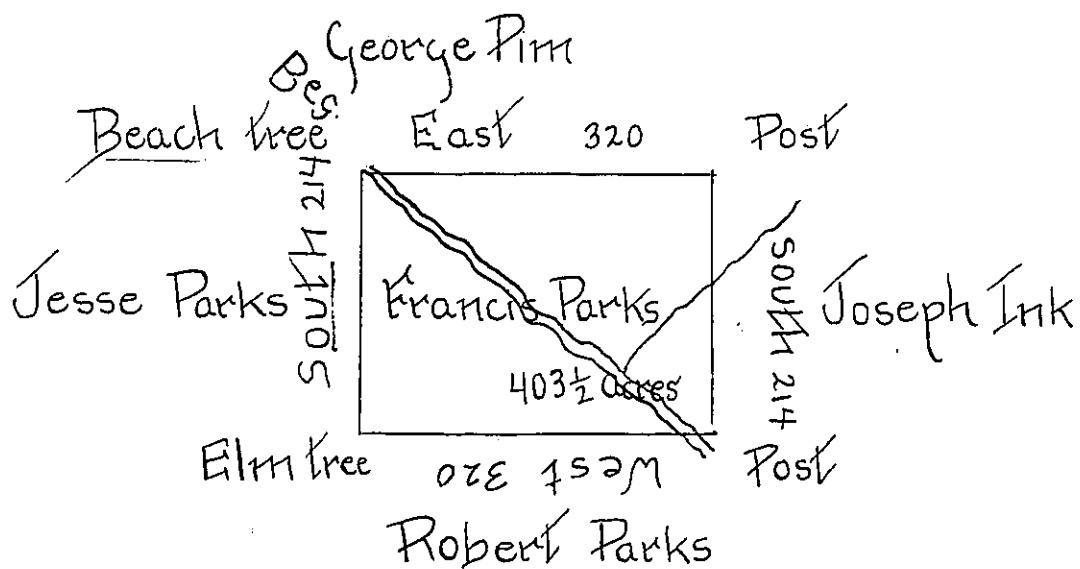 George Pim
Beg.
Beach tree East 320 Post
South 214
Jesse Parks
Francis Parks
403½ acres
South 214
Joseph Ink
Elm tree West 320 Post
Robert Parks